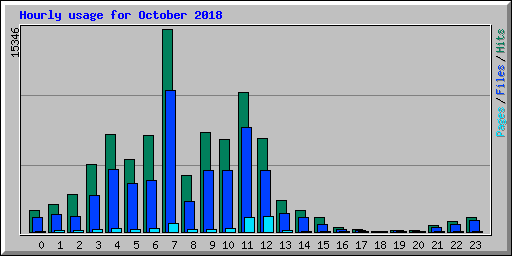 Hourly usage for October 2018
15346
Pages/Files/Hits
0 1 2 3 4 5 6 7 8 9 10 11 12 13 14 15 16 17 18 19 20 21 22 23